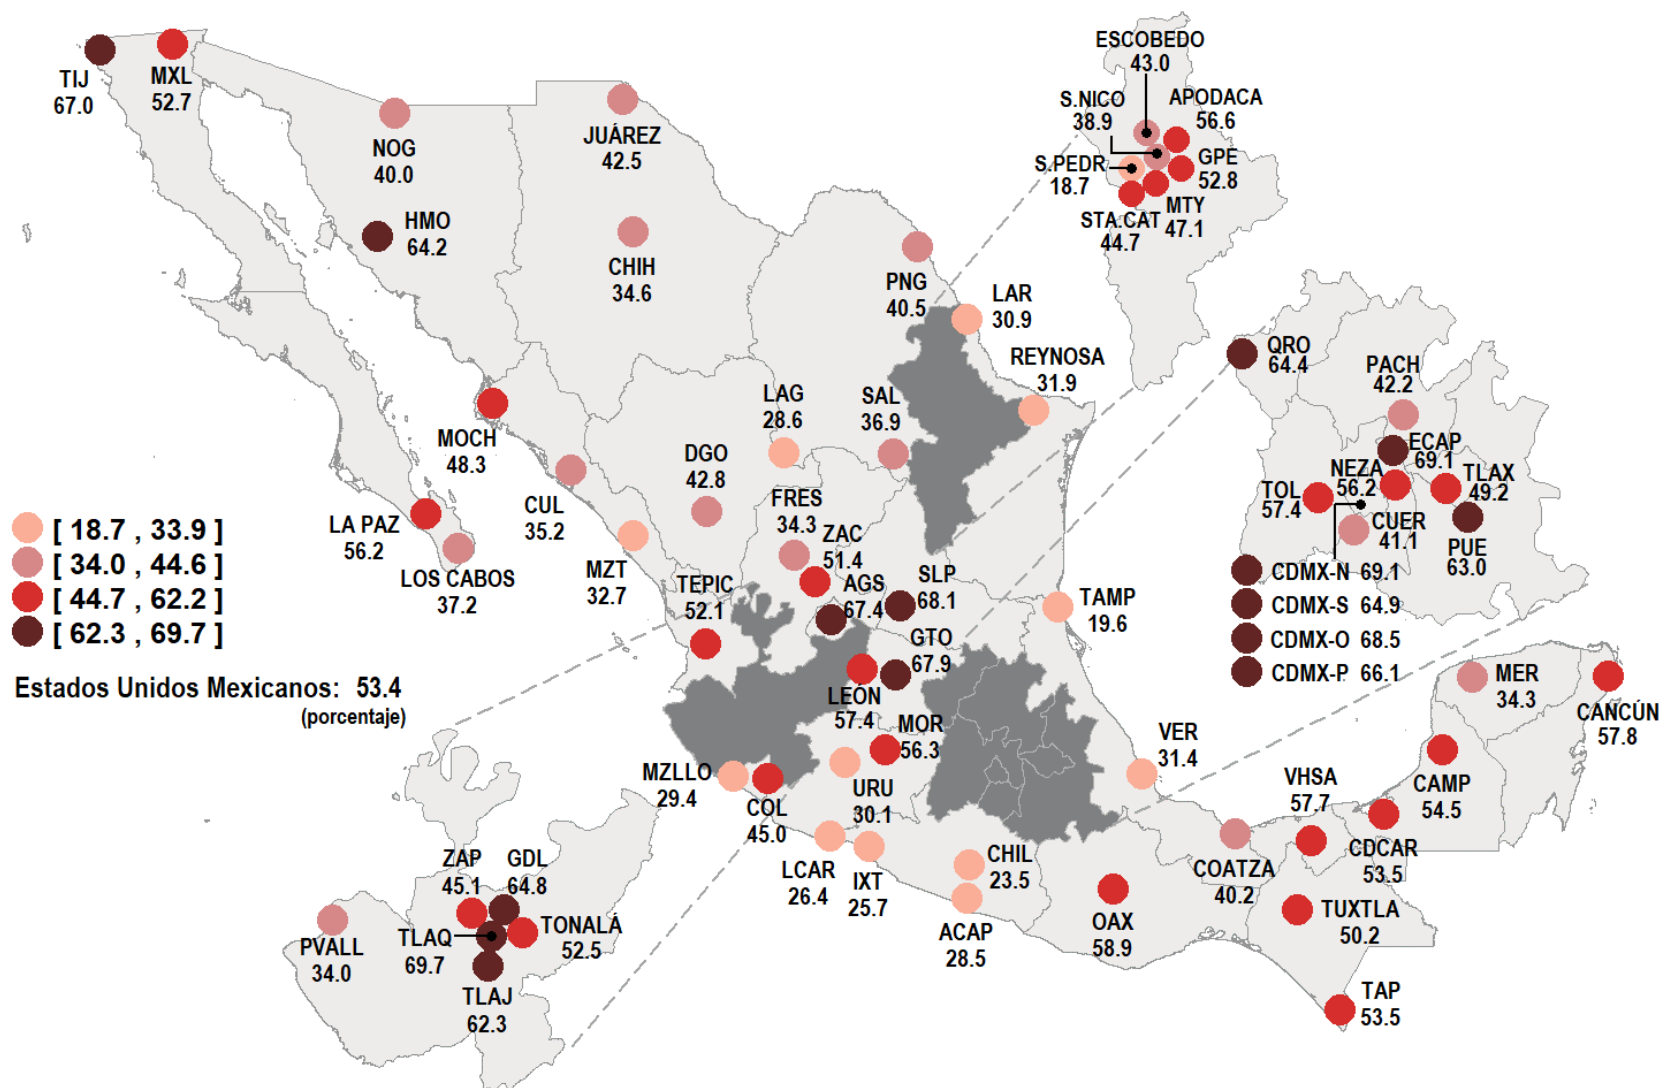 TIJ
67.0
MXL
52.7
NOG
40.0
HMO
64.2
JUÁREZ
42.5
CHIH
34.6
PNG
40.5
LAR
30.9
REYNOSA
31.9
ESCOBEDO
43.0
S.NICO
38.9
APODACA
56.6
S.PEDR
18.7
GPE
52.8
MTY
47.1
STA.CAT
44.7
MOCH
48.3
CUL
35.2
LA PAZ
56.2
LOS CABOS
37.2
MZT
32.7
DGO
42.8
LAG
28.6
SAL
36.9
FRES
34.3
ZAC
51.4
AGS
67.4
SLP
68.1
TEPIC
52.1
GTO
67.9
LEÓN
57.4
MOR
56.3
URU
30.1
MZLLO
29.4
COL
45.0
LCAR
26.4
IXT
25.7
CHIL
23.5
ACAP
28.5
TAMP
19.6
VER
31.4
OAX
58.9
COATZA
40.2
VHSA
57.7
CDCAR
53.5
TUXTLA
50.2
TAP
53.5
CAMP
54.5
MER
34.3
CANCÚN
57.8
QRO
64.4
PACH
42.2
ECAP
69.1
NEZA
56.2
TLAX
49.2
TOL
57.4
CUER
41.1
PUE
63.0
CDMX-N 69.1
CDMX-S 64.9
CDMX-O 68.5
CDMX-P 66.1
[ 18.7 , 33.9 ]
[ 34.0 , 44.6 ]
[ 44.7 , 62.2 ]
[ 62.3 , 69.7 ]
Estados Unidos Mexicanos: 53.4
(porcentaje)
ZAP
45.1
GDL
64.8
TONALÁ
52.5
TLAQ
69.7
PVALL
34.0
TLAJ
62.3